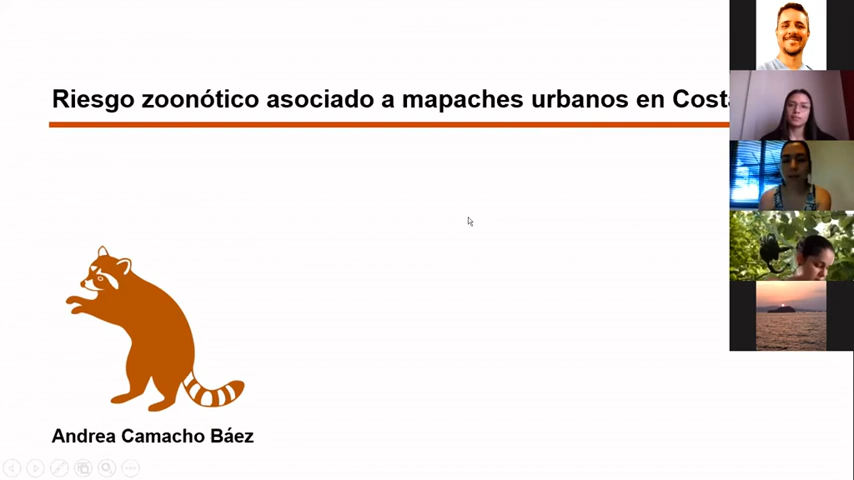 Riesgo zoonótico asociado a mapaches urbanos en Costa
Andrea Camacho Báez